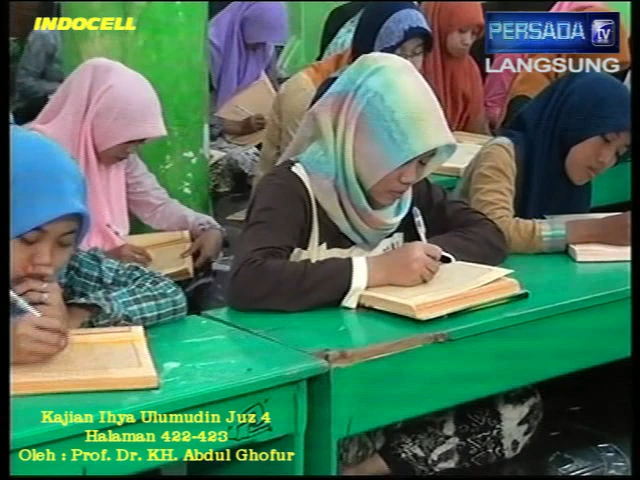 INDOCELL
PERSADA tv
LANGSUNG
Kajian Ihya Ulumudin Juz 4
Halaman 422-423
Oleh : Prof. Dr. KH. Abdul Ghofur